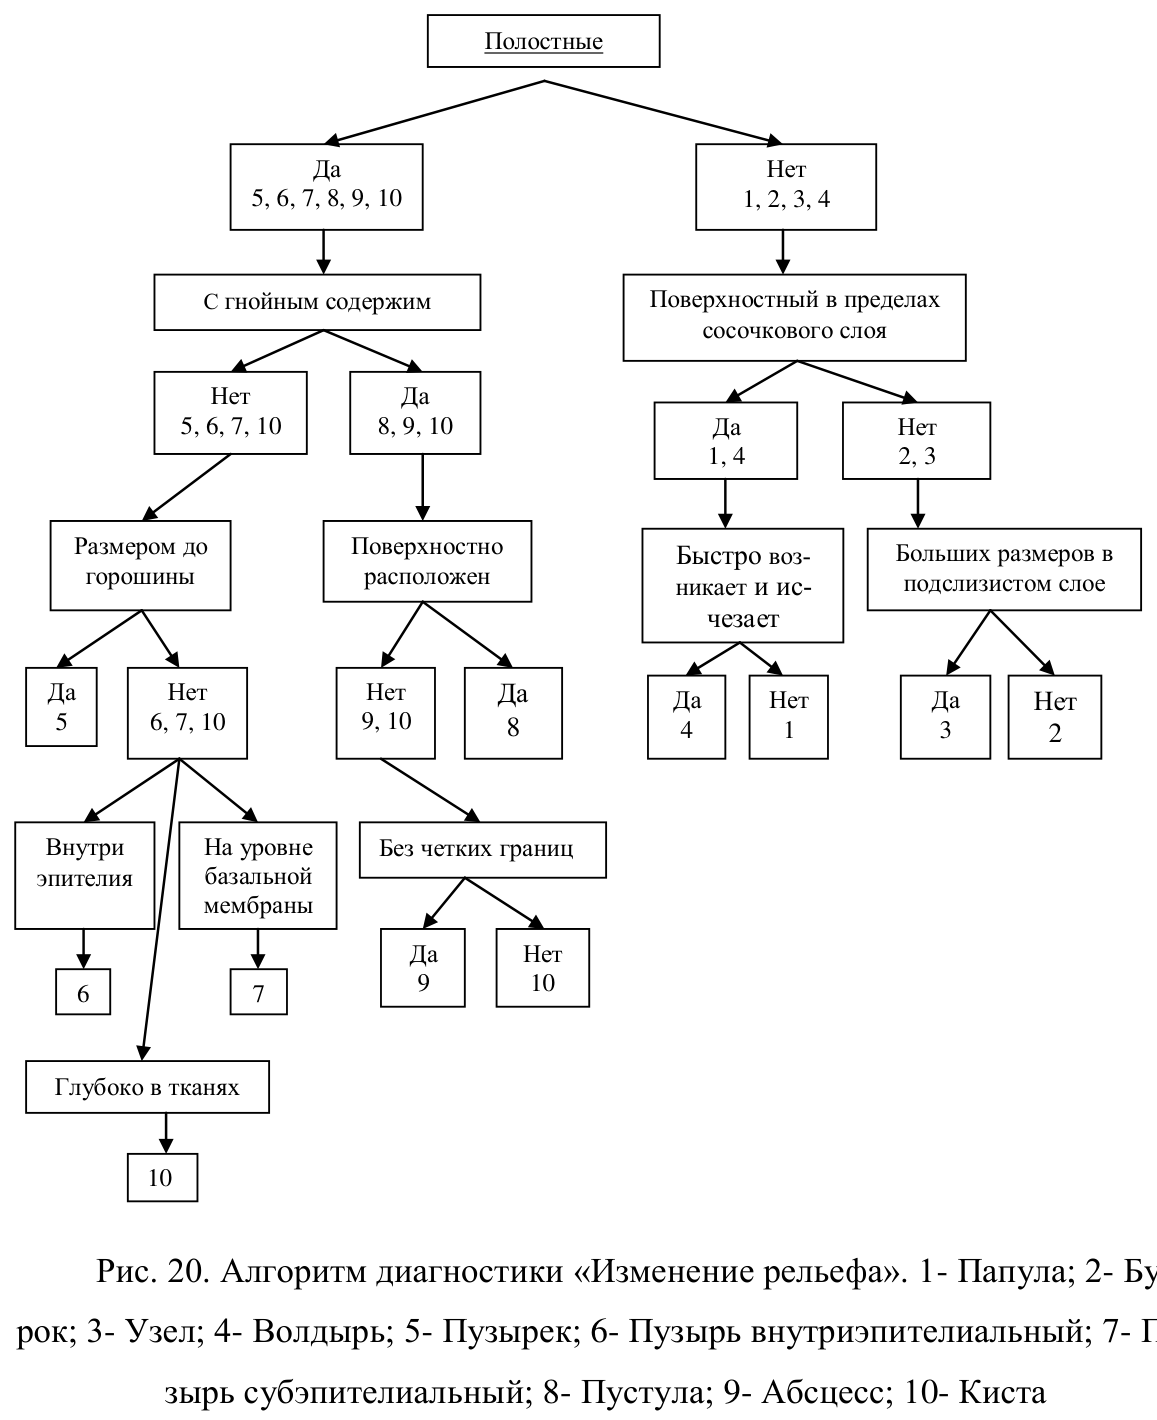 Полостные
Да
5, 6, 7, 8, 9, 10
Нет
1, 2, 3, 4
С гнойным содержим
Поверхностный в пределах
сосочкового слоя
Нет
5, 6, 7, 10
Да
8, 9, 10
Да
1, 4
Нет
2, 3
Размером до
горошины
Поверхностно
расположен
Быстро воз-
никает и ис-
чезает
Больших размеров в
подслизистом слое
Да
5
Нет
6, 7, 10
Нет
9, 10
Да
8
Да
4
Нет
1
Да
3
Нет
2
Внутри
эпителия
На уровне
базальной
мембраны
Без четких границ
6
7
Да
9
Нет
10
Глубоко в тканях
10
Рис. 20. Алгоритм диагностики «Изменение рельефа». 1- Папула; 2- Бу
рок; 3- Узел; 4- Волдырь; 5- Пузырек; 6- Пузырь внутриэпителиальный; 7- П
зырь субэпителиальный; 8- Пустула; 9- Абсцесс; 10- Киста